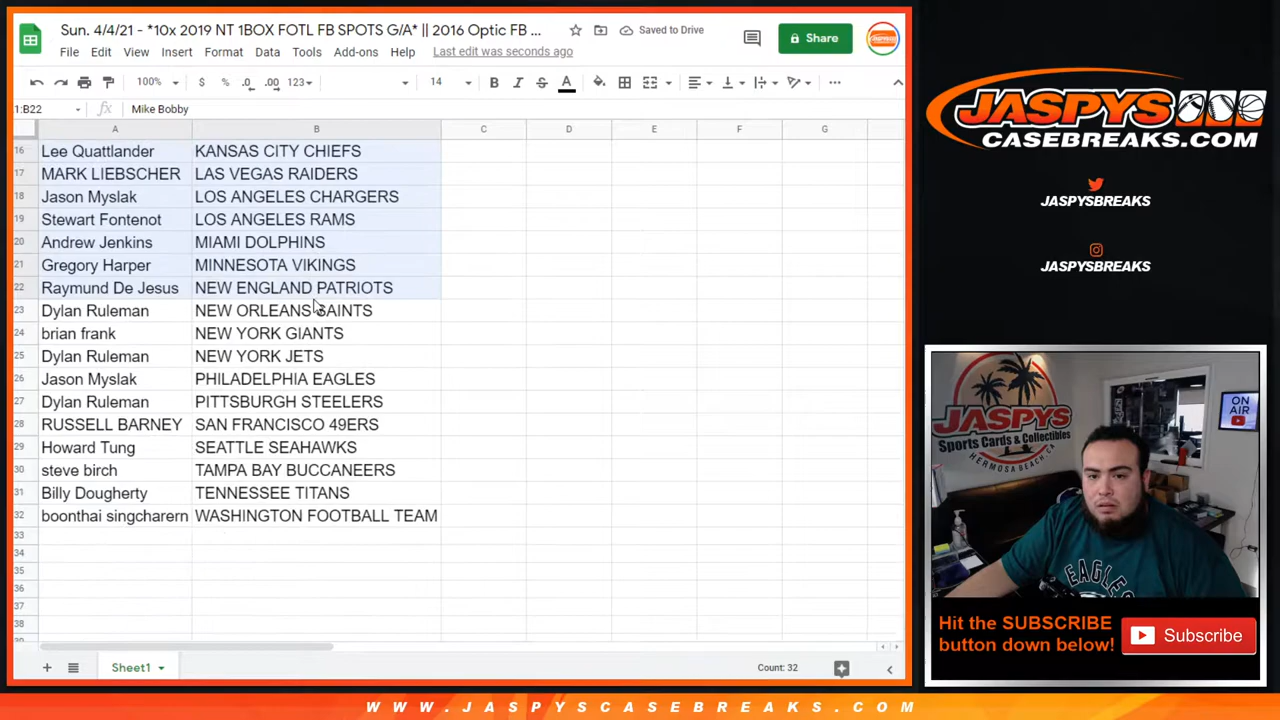 Sun. 4/4/21 - *10x 2019 NT 1BOX FOTL FB SPOTS G/A* || 2016 Optic FB ...
Saved to Drive
File Edit View Insert Format Data Tools Add-ons Help Last edit was seconds ago
Share
100% $ % .0 .00 123 14 B I S A
1:B22 fx Mike Bobby
A B C D E F G
16 Lee Quattlander KANSAS CITY CHIEFS
17 MARK LIEBSCHER LAS VEGAS RAIDERS
18 Jason Myslak LOS ANGELES CHARGERS
19 Stewart Fontenot LOS ANGELES RAMS
20 Andrew Jenkins MIAMI DOLPHINS
21 Gregory Harper MINNESOTA VIKINGS
22 Raymund De Jesus NEW ENGLAND PATRIOTS
23 Dylan Ruleman NEW ORLEANS SAINTS
24 brian frank NEW YORK GIANTS
25 Dylan Ruleman NEW YORK JETS
26 Jason Myslak PHILADELPHIA EAGLES
27 Dylan Ruleman PITTSBURGH STEELERS
28 RUSSELL BARNEY SAN FRANCISCO 49ERS
29 Howard Tung SEATTLE SEAHAWKS
30 steve birch TAMPA BAY BUCCANEERS
31 Billy Dougherty TENNESSEE TITANS
32 boonthai singcharern WASHINGTON FOOTBALL TEAM
33
34
35
36
37
38
Sheet1
Count: 32
JASPYS
CASEBREAKS.COM
JASPYSBREAKS
JASPYSBREAKS
JASPYS
Sports Cards & Collectibles
HERMOSA BEACH, CA
ON
AIR
EAGLES
Hit the SUBSCRIBE
button down below!
Subscribe
WWW.JASPYSCASEBREAKS.COM